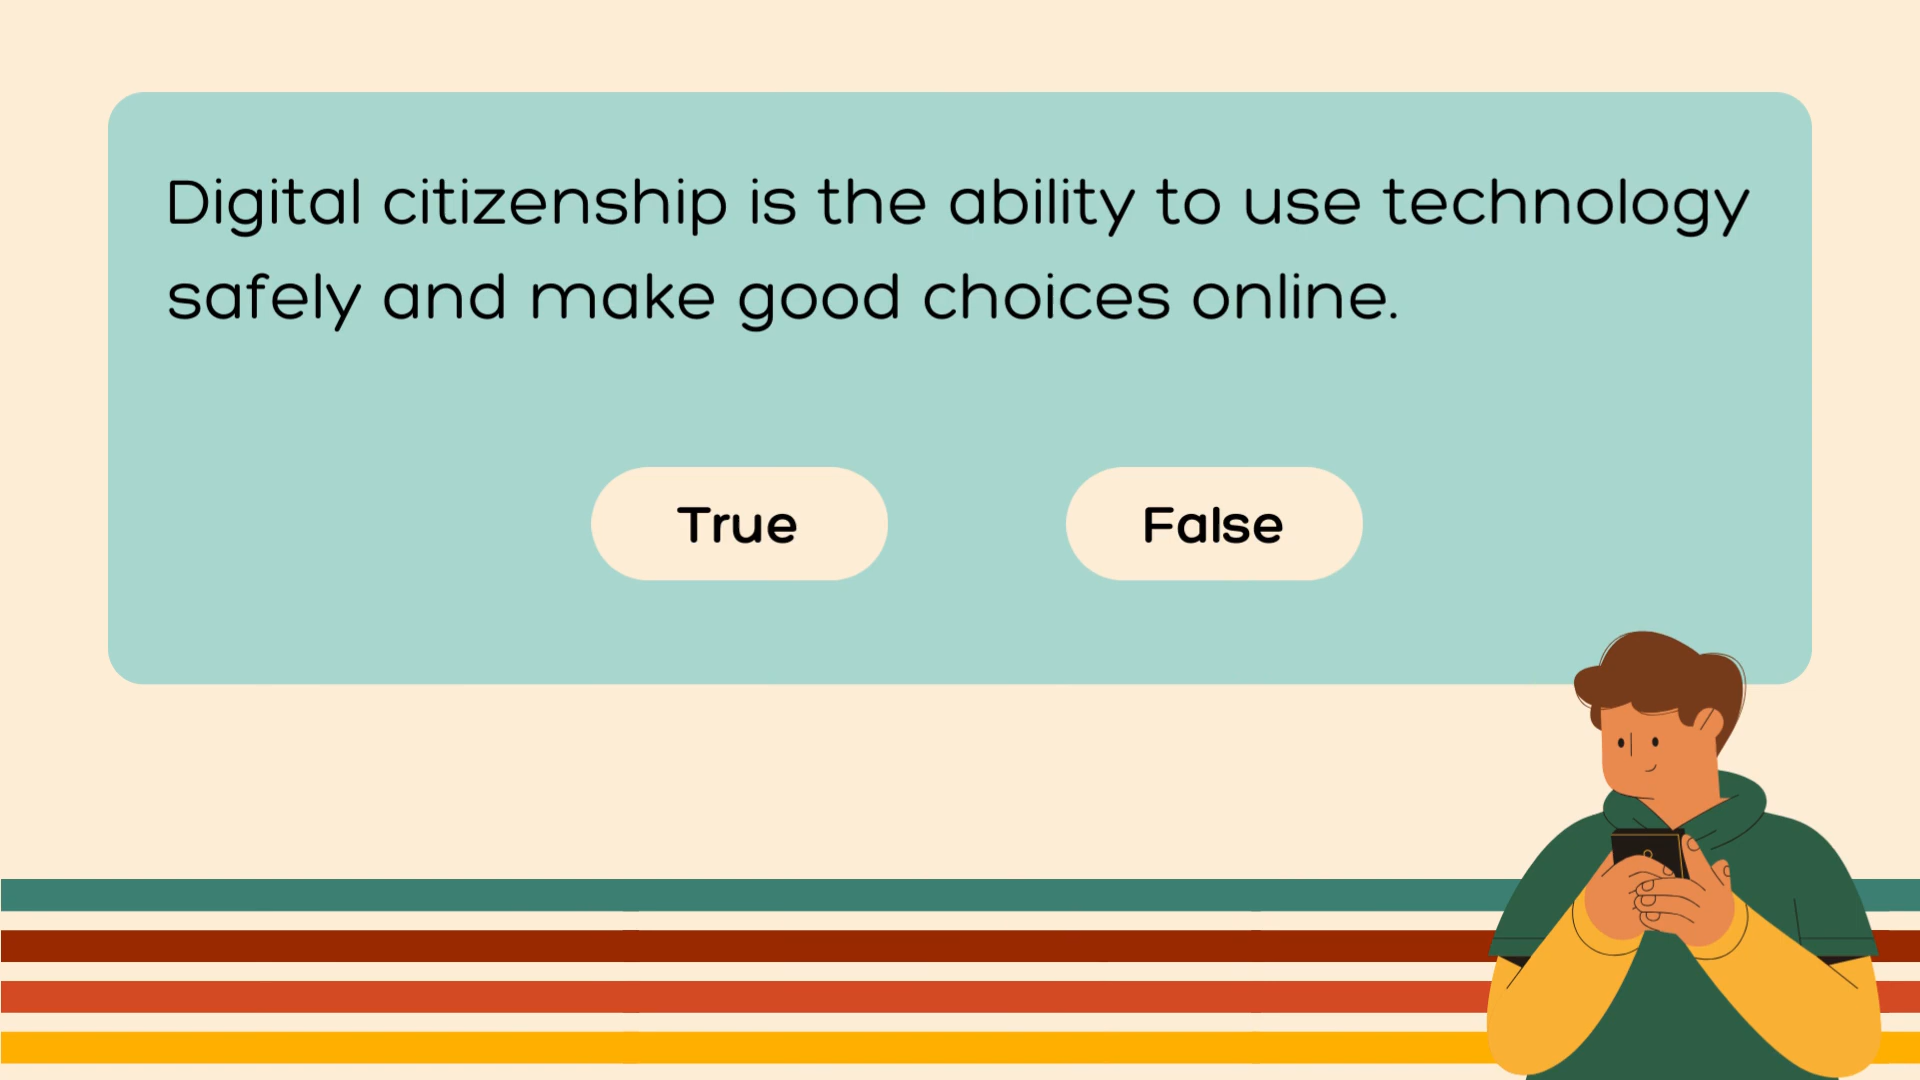 Digital citizenship is the ability to use technology
safely and make good choices online.
True
False